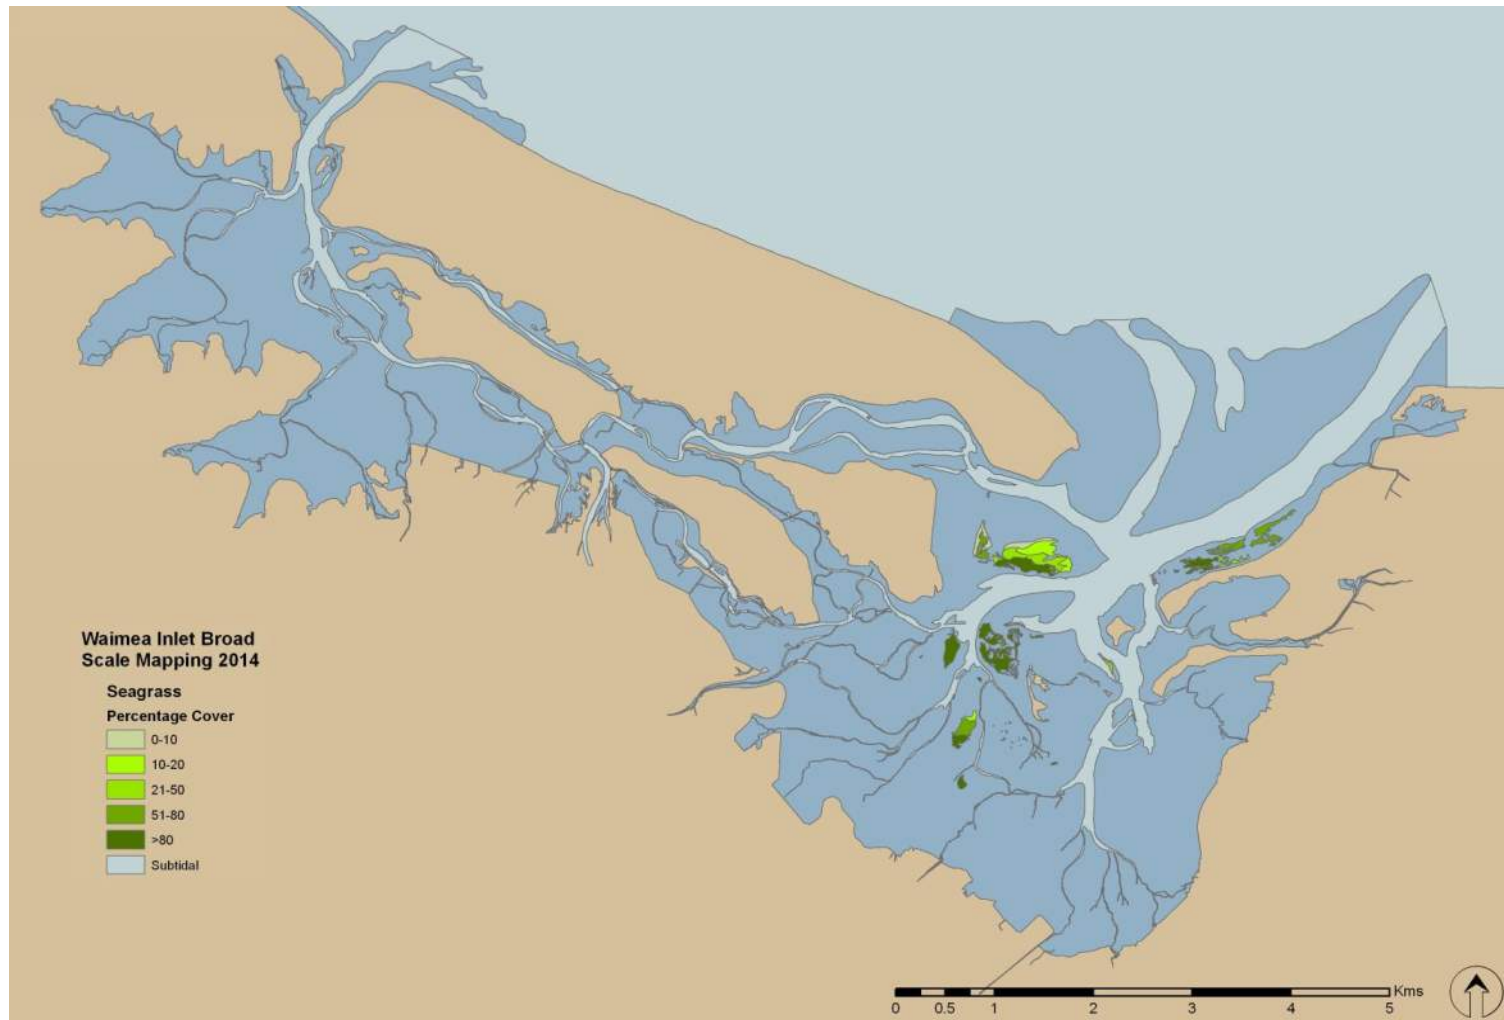 Waimea Inlet Broad
Scale Mapping 2014
Seagrass
Percentage Cover
0-10
10-20
21-50
51-80
>80
Subtidal
Kms
0 0.5 1 2 3 4 5